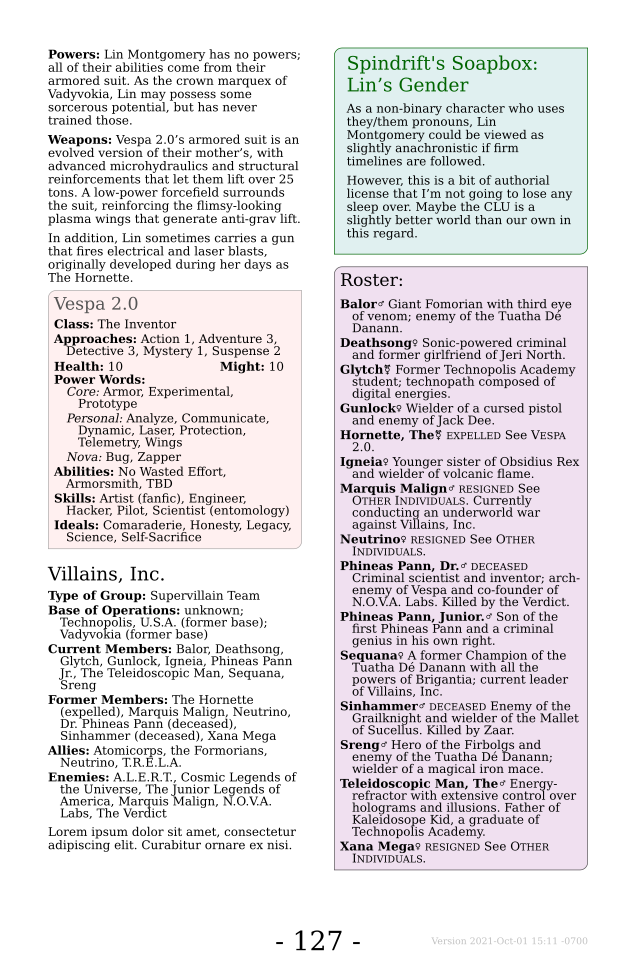 Powers: Lin Montgomery has no powers;
all of their abilities come from their
armored suit. As the crown marquex of
Vadyvokia, Lin may possess some
sorcerous potential, but has never
trained those.
Weapons: Vespa 2.0’s armored suit is an
evolved version of their mother’s, with
advanced microhydraulics and structural
reinforcements that let them lift over 25
tons. A low-power forcefield surrounds
the suit, reinforcing the flimsy-looking
plasma wings that generate anti-grav lift.
In addition, Lin sometimes carries a gun
that fires electrical and laser blasts,
originally developed during her days as
The Hornette.
Vespa 2.0
Class: The Inventor
Approaches: Action 1, Adventure 3,
Detective 3, Mystery 1, Suspense 2
Health: 10 Might: 10
Power Words:
Core: Armor, Experimental,
Prototype
Personal: Analyze, Communicate,
Dynamic, Laser, Protection,
Telemetry, Wings
Nova: Bug, Zapper
Abilities: No Wasted Effort,
Armorsmith, TBD
Skills: Artist (fanfic), Engineer,
Hacker, Pilot, Scientist (entomology)
Ideals: Comaraderie, Honesty, Legacy,
Science, Self-Sacrifice
Villains, Inc.
Type of Group: Supervillain Team
Base of Operations: unknown;
Technopolis, U.S.A. (former base);
Vadyvokia (former base)
Current Members: Balor, Deathsong,
Glytch, Gunlock, Igneia, Phineas Pann
Jr., The Teleidoscopic Man, Sequana,
Sreng
Former Members: The Hornette
(expelled), Marquis Malign, Neutrino,
Dr. Phineas Pann (deceased),
Sinhammer (deceased), Xana Mega
Allies: Atomicorps, the Formorians,
Neutrino, T.R.E.L.A.
Enemies: A.L.E.R.T., Cosmic Legends of
the Universe, The Junior Legends of
America, Marquis Malign, N.O.V.A.
Labs, The Verdict
Lorem ipsum dolor sit amet, consectetur
adipiscing elit. Curabitur ornare ex nisi.
Spindrift's Soapbox:
Lin’s Gender
As a non-binary character who uses
they/them pronouns, Lin
Montgomery could be viewed as
slightly anachronistic if firm
timelines are followed.
However, this is a bit of authorial
license that I’m not going to lose any
sleep over. Maybe the CLU is a
slightly better world than our own in
this regard.
Roster:
Balor♂ Giant Fomorian with third eye
of venom; enemy of the Tuatha Dé
Danann.
Deathsong♀ Sonic-powered criminal
and former girlfriend of Jeri North.
Glytch⚧ Former Technopolis Academy
student; technopath composed of
digital energies.
Gunlock♀ Wielder of a cursed pistol
and enemy of Jack Dee.
Hornette, The⚧ EXPELLED See VESPA
2.0.
Igneia♀ Younger sister of Obsidius Rex
and wielder of volcanic flame.
Marquis Malign♂ RESIGNED See
OTHER INDIVIDUALS. Currently
conducting an underworld war
against Villains, Inc.
Neutrino♀ RESIGNED See OTHER
INDIVIDUALS.
Phineas Pann, Dr.♂ DECEASED
Criminal scientist and inventor; arch-
enemy of Vespa and co-founder of
N.O.V.A. Labs. Killed by the Verdict.
Phineas Pann, Junior.♂ Son of the
first Phineas Pann and a criminal
genius in his own right.
Sequana♀ A former Champion of the
Tuatha Dé Danann with all the
powers of Brigantia; current leader
of Villains, Inc.
Sinhammer♂ DECEASED Enemy of the
Grailknight and wielder of the Mallet
of Sucellus. Killed by Zaar.
Sreng♂ Hero of the Firbolgs and
enemy of the Tuatha Dé Danann;
wielder of a magical iron mace.
Teleidoscopic Man, The♂ Energy-
refractor with extensive control over
holograms and illusions. Father of
Kaleidosope Kid, a graduate of
Technopolis Academy.
Xana Mega♀ RESIGNED See OTHER
INDIVIDUALS.
- 127 -
Version 2021-Oct-01 15:11 -0700